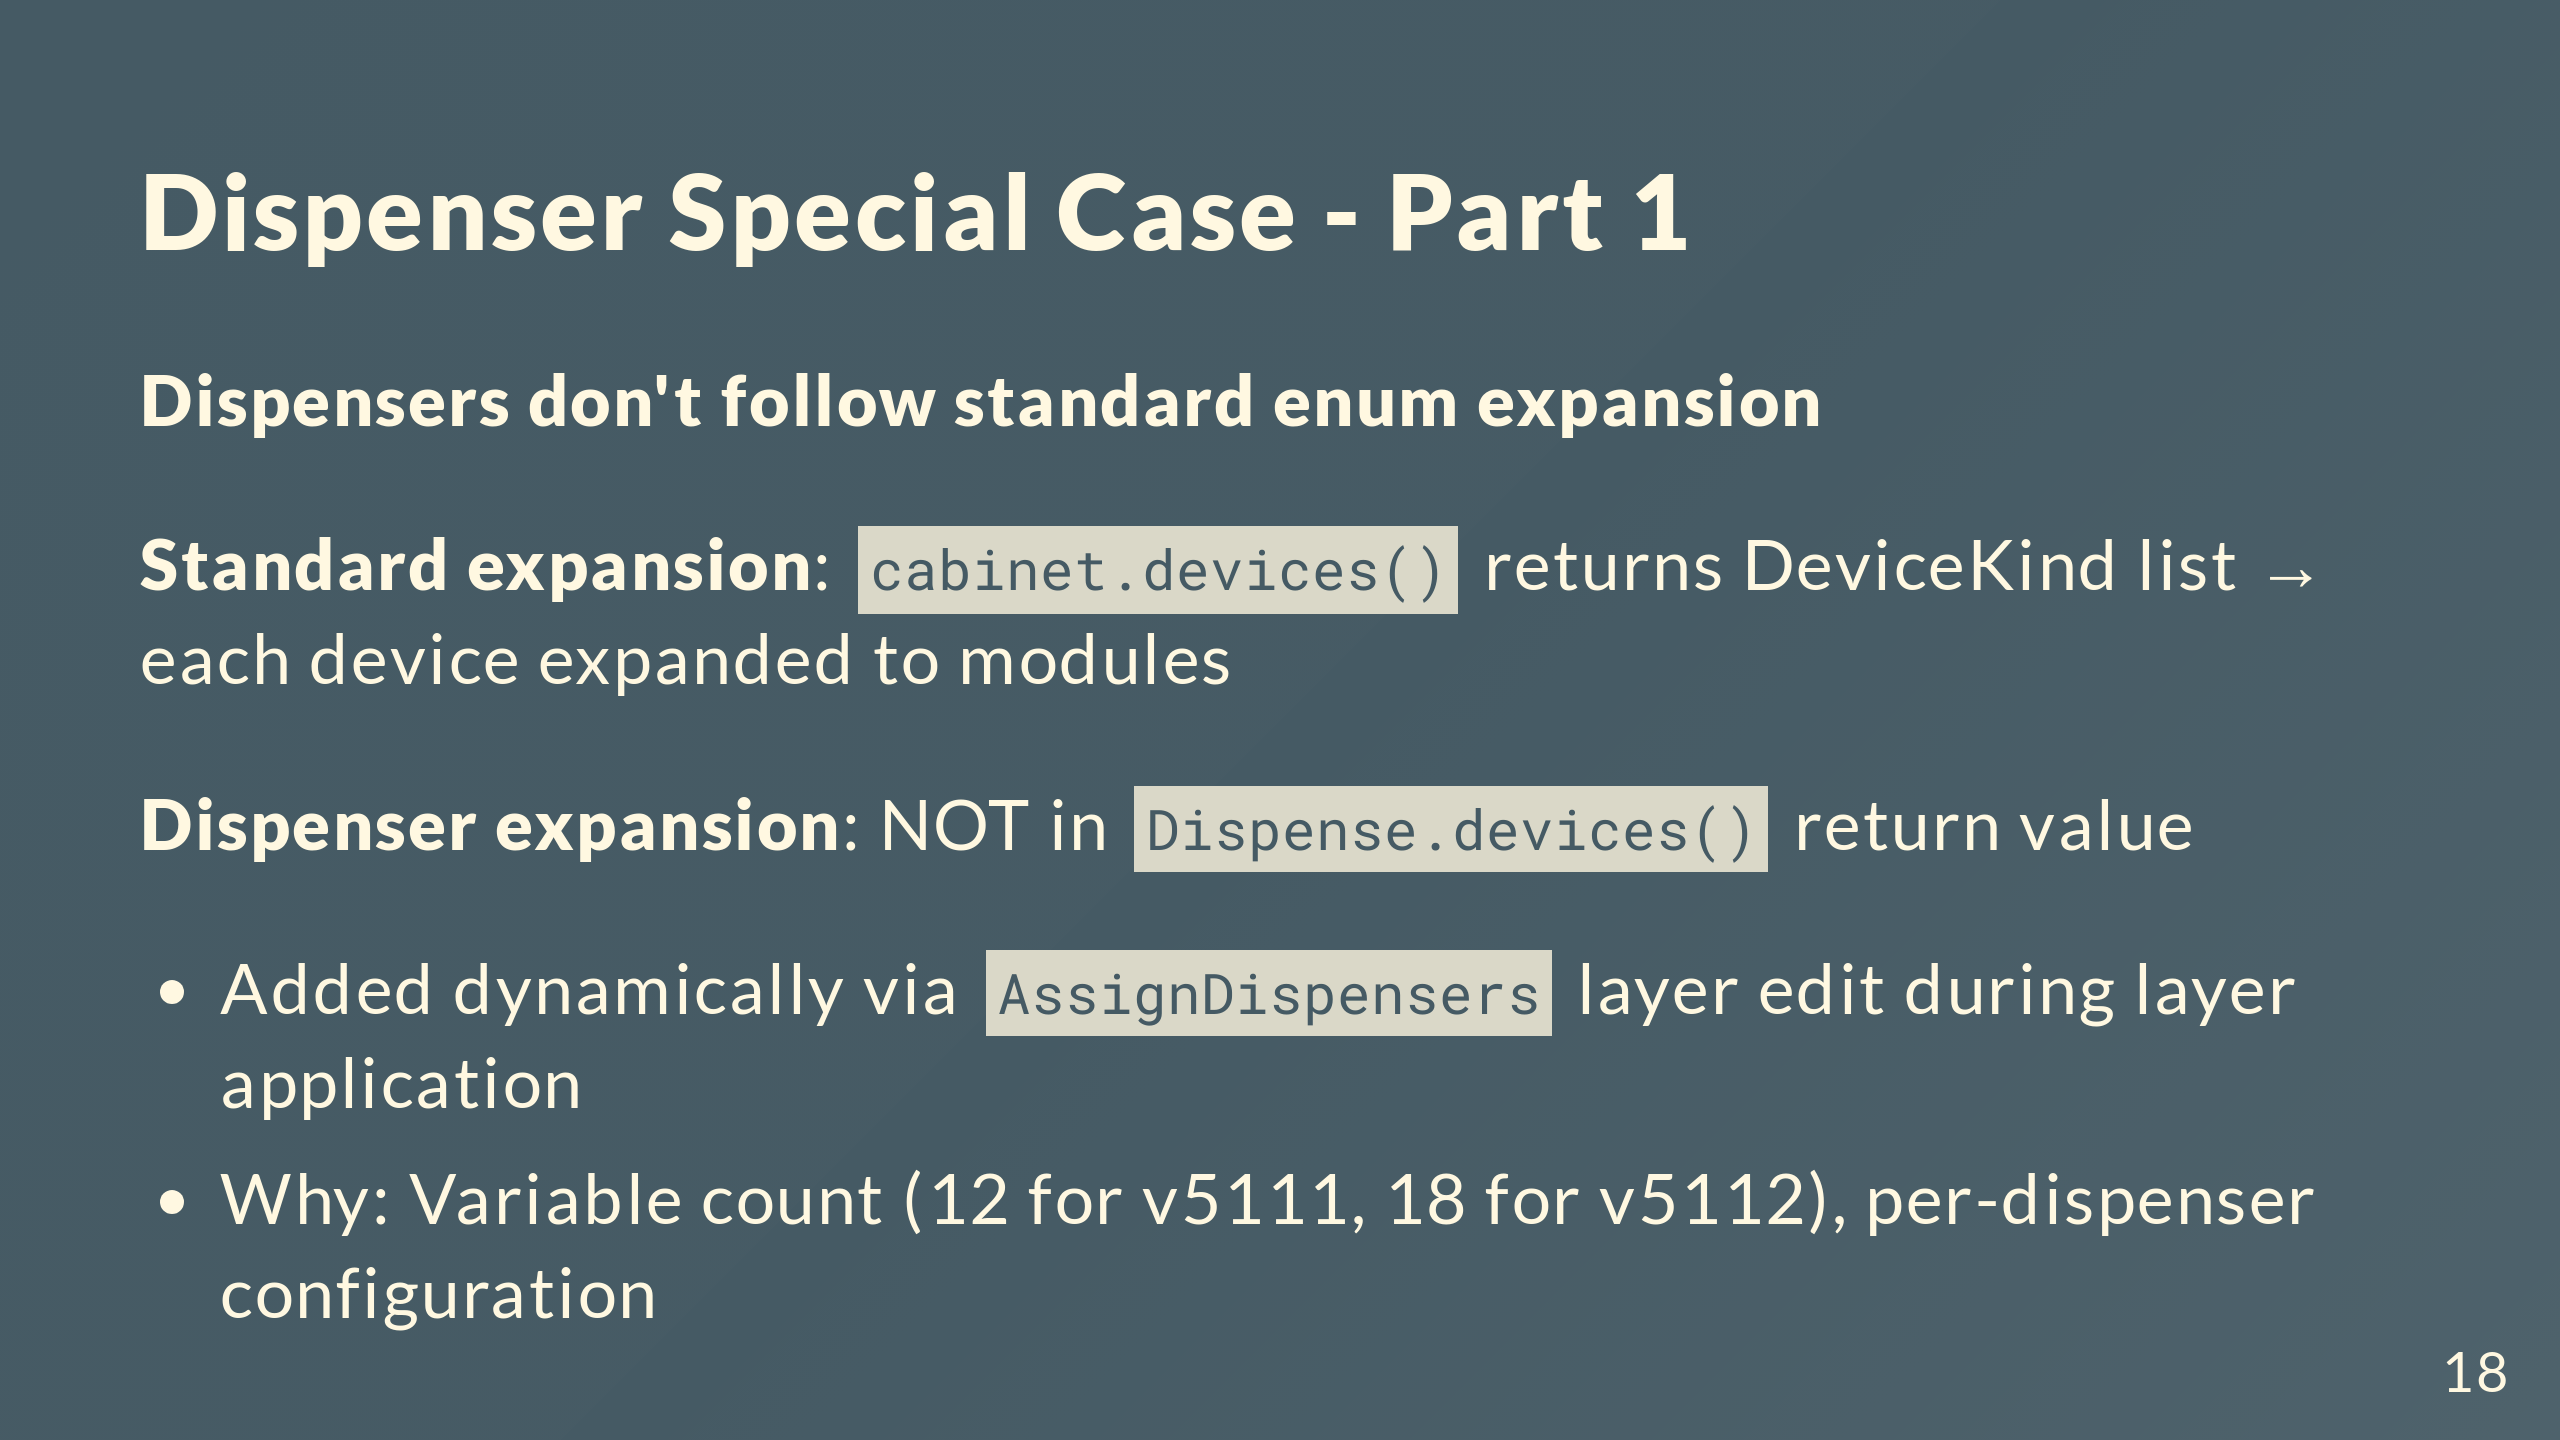 Dispenser Special Case - Part 1
Dispensers don't follow standard enum expansion
Standard expansion: cabinet.devices() returns DeviceKind list →
each device expanded to modules
Dispenser expansion: NOT in Dispense.devices() return value
• Added dynamically via AssignDispensers layer edit during layer
application
• Why: Variable count (12 for v5111, 18 for v5112), per-dispenser
configuration
18